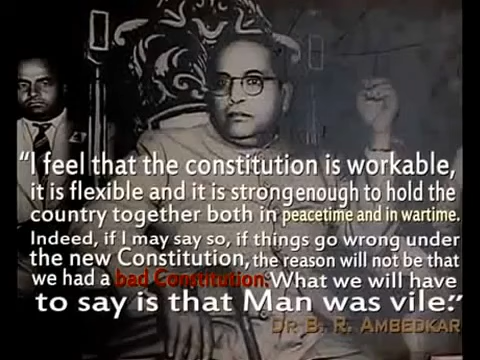 “I feel that the constitution is workable,
it is flexible and it is strongenough to hold the
country together both in peacetime and in wartime.
Indeed, if I may say so, if things go wrong under
the new Constitution, the reason will not be that
we had a bad Constitution. What we will have
to say is that Man was vile.”
DR B. R. AMBEDKAR